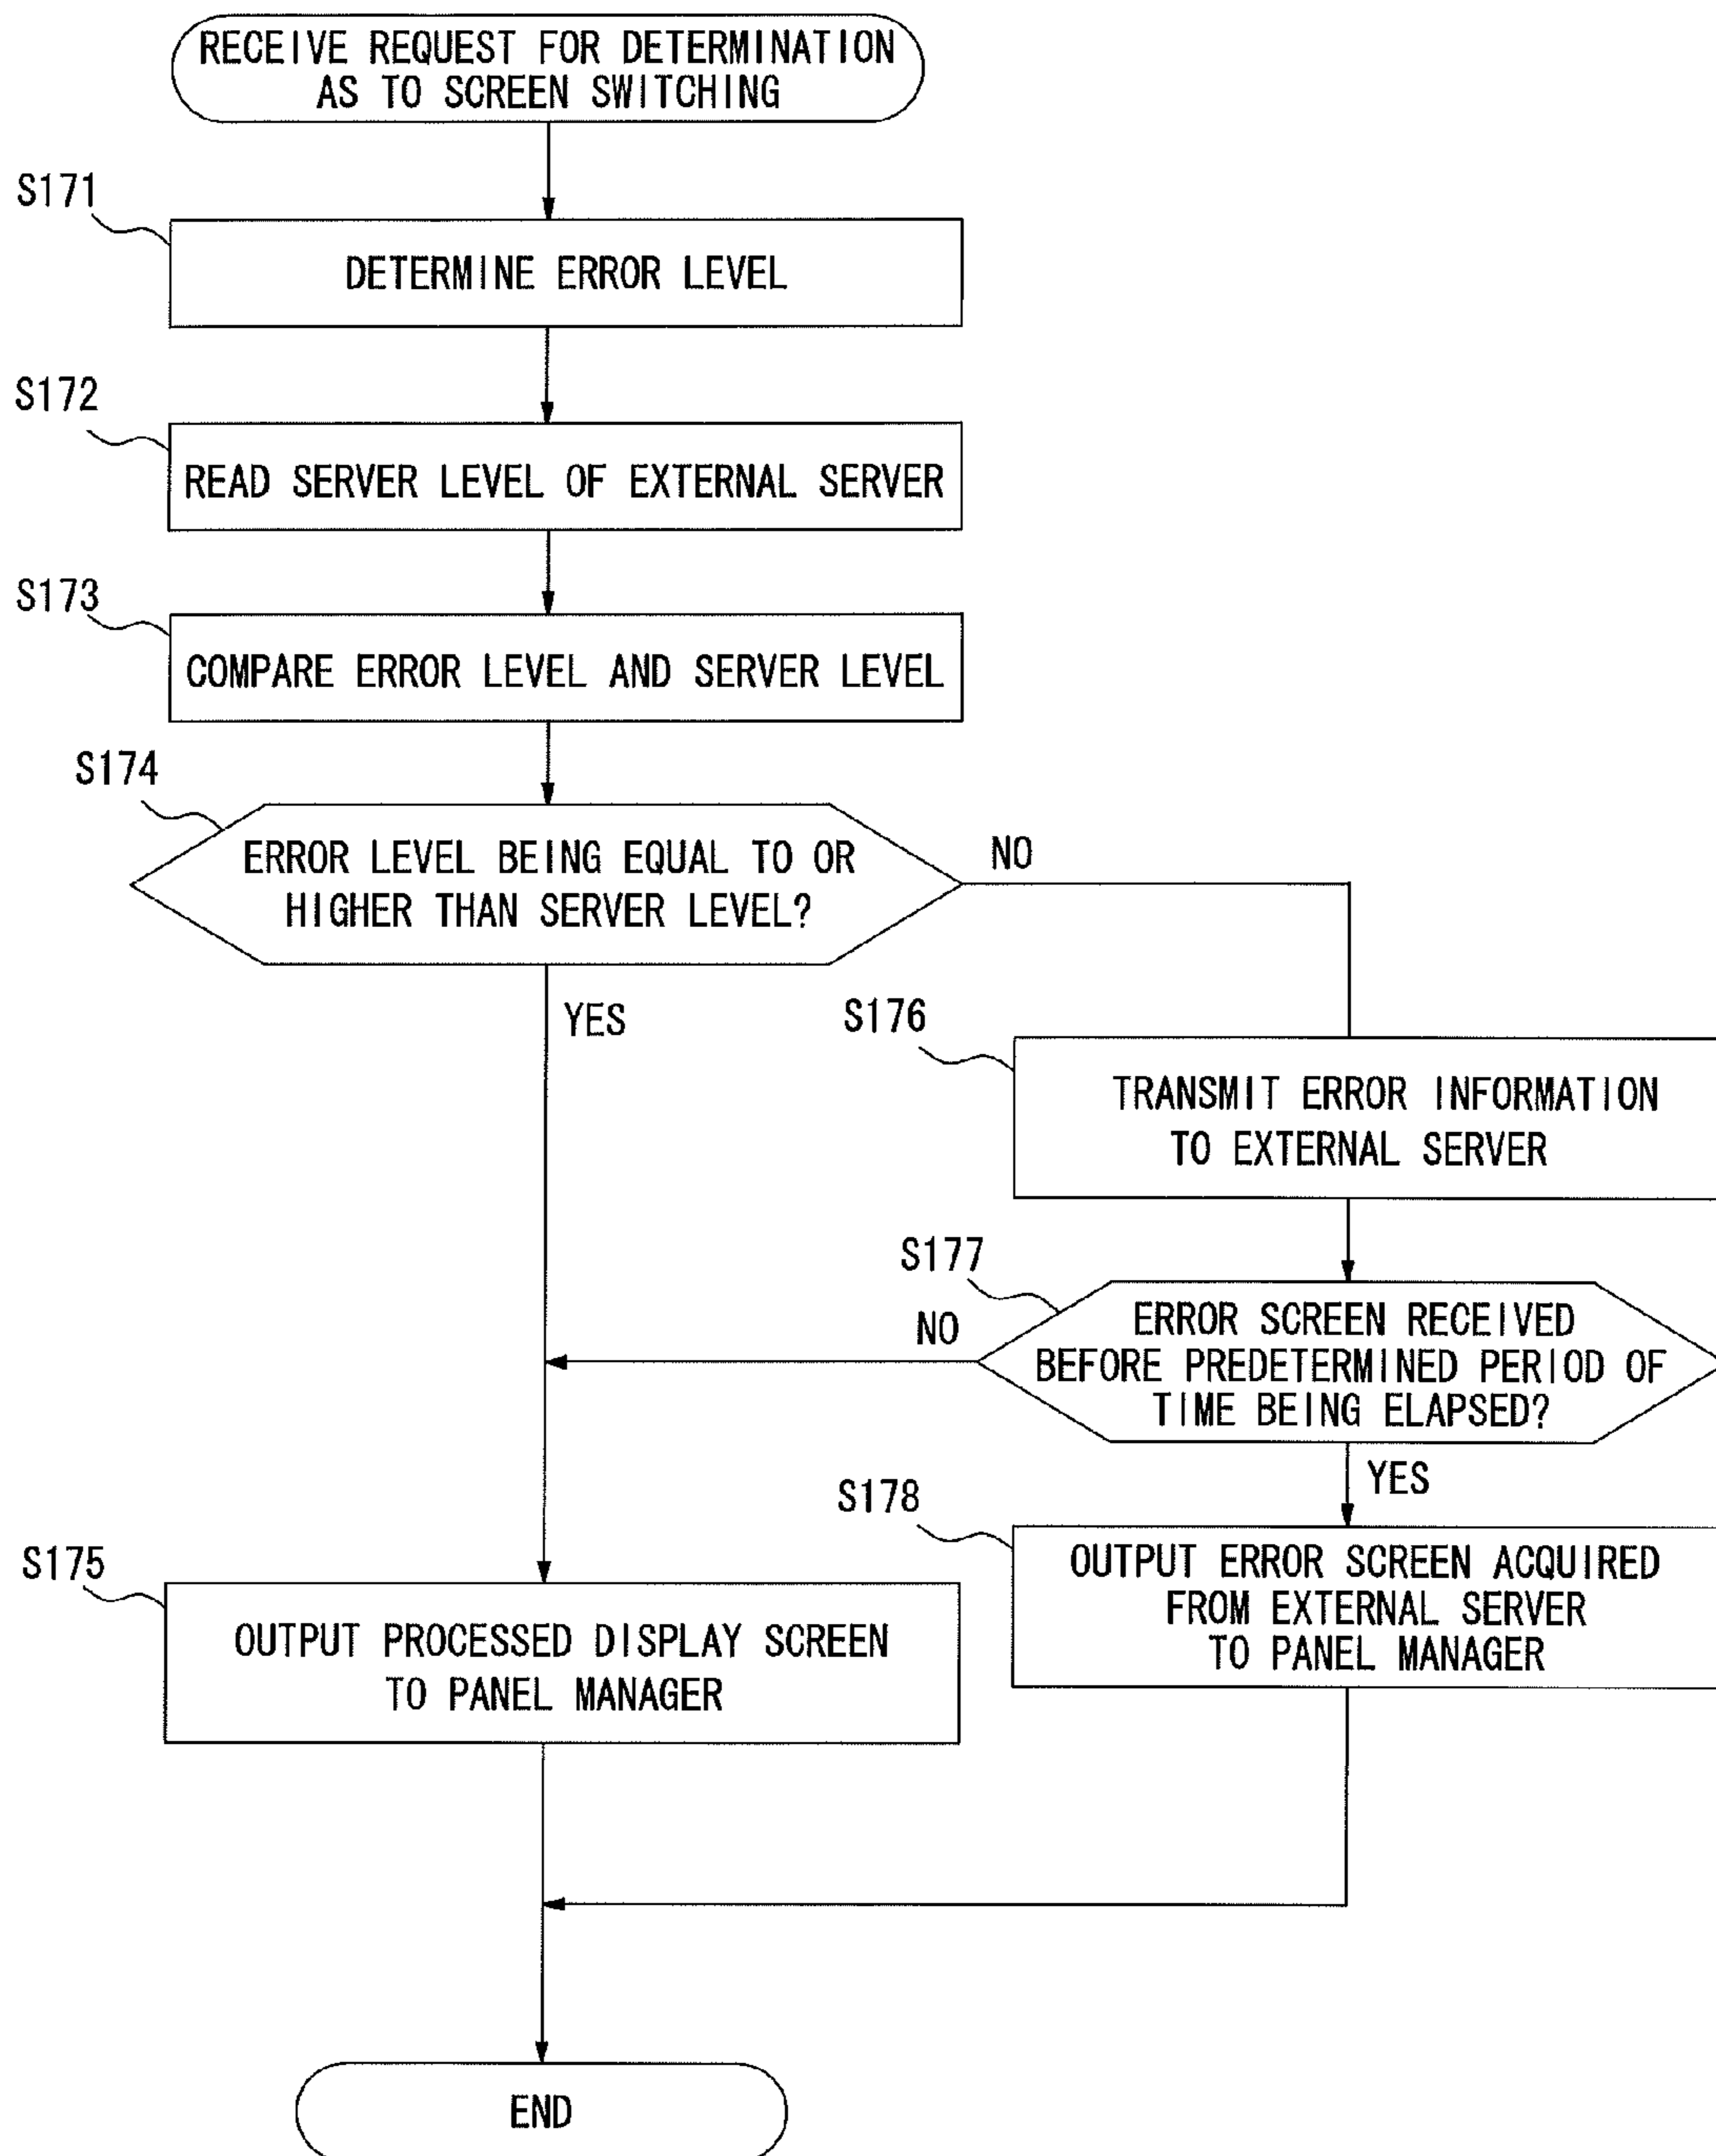 RECEIVE REQUEST FOR DETERMINATION
AS TO SCREEN SWITCHING
S171
DETERMINE ERROR LEVEL
S172
READ SERVER LEVEL OF EXTERNAL SERVER
S173
COMPARE ERROR LEVEL AND SERVER LEVEL
S174
ERROR LEVEL BEING EQUAL TO OR
HIGHER THAN SERVER LEVEL?
NO
YES
S176
TRANSMIT ERROR INFORMATION
TO EXTERNAL SERVER
S177
NO
ERROR SCREEN RECEIVED
BEFORE PREDETERMINED PERIOD OF
TIME BEING ELAPSED?
YES
S178
OUTPUT ERROR SCREEN ACQUIRED
FROM EXTERNAL SERVER
TO PANEL MANAGER
S175
OUTPUT PROCESSED DISPLAY SCREEN
TO PANEL MANAGER
END